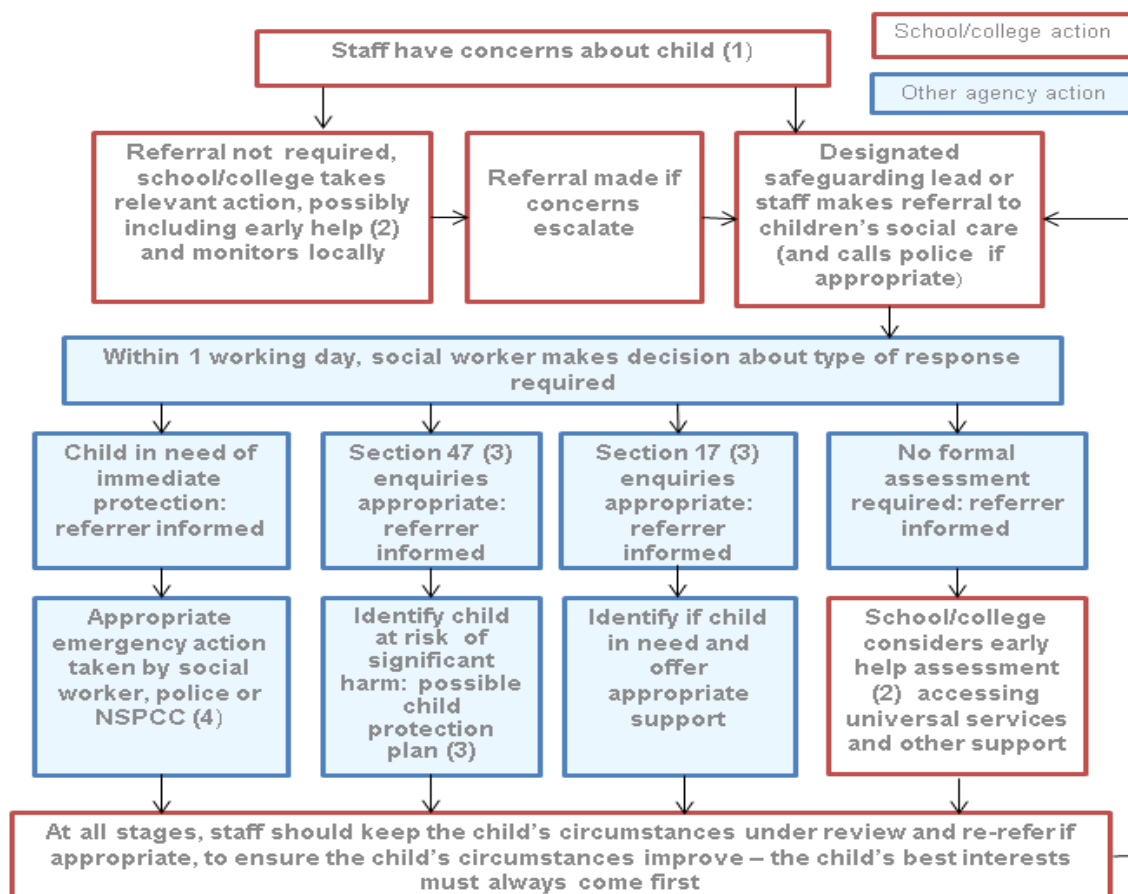 Staff have concerns about child (1)
School/college action
Other agency action
Referral not required,
school/college takes
relevant action, possibly
including early help (2)
and monitors locally
Referral made if
concerns
escalate
Designated
safeguarding lead or
staff makes referral to
children's social care
(and calls police if
appropriate)
Within 1 working day, social worker makes decision about type of response
required
Child in need of
immediate
protection:
referrer informed
Section 47 (3)
enquiries
appropriate:
referrer
informed
Section 17 (3)
enquiries
appropriate:
referrer
informed
No formal
assessment
required: referrer
informed
Appropriate
emergency action
taken by social
worker, police or
NSPCC (4)
Identify child
at risk of
significant
harm: possible
child
protection
plan (3)
Identify if child
in need and
offer
appropriate
support
School/college
considers early
help assessment
(2) accessing
universal services
and other support
At all stages, staff should keep the child's circumstances under review and re-refer if
appropriate, to ensure the child's circumstances improve – the child's best interests
must always come first